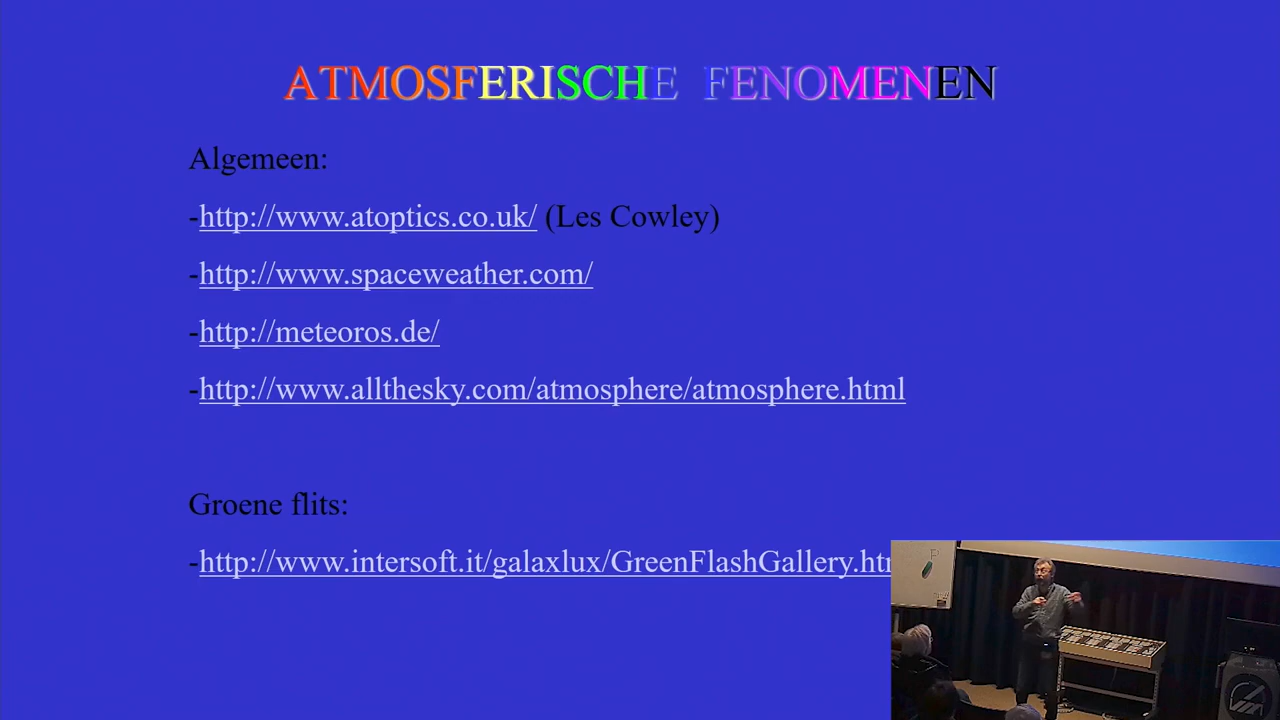 ATMOSFERISCHE FENOMENEN
Algemeen:
-http://www.atoptics.co.uk/ (Les Cowley)
-http://www.spaceweather.com/
-http://meteoros.de/
-http://www.allthesky.com/atmosphere/atmosphere.html
Groene flits:
-http://www.intersoft.it/galaxlux/GreenFlashGallery.htm